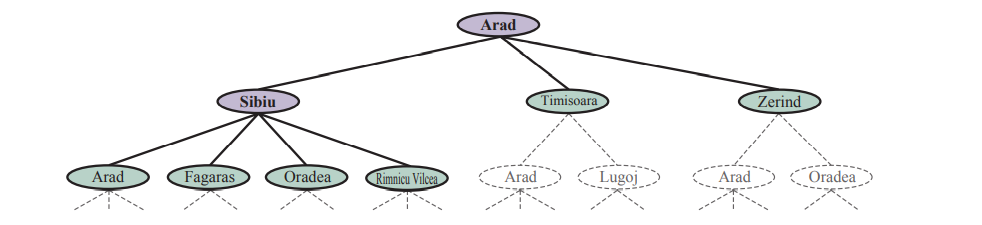 Arad
Sibiu
Timisoara
Zerind
Arad
Fagaras
Oradea
Rimnicu Vilcea
Arad
Lugoj
Arad
Oradea